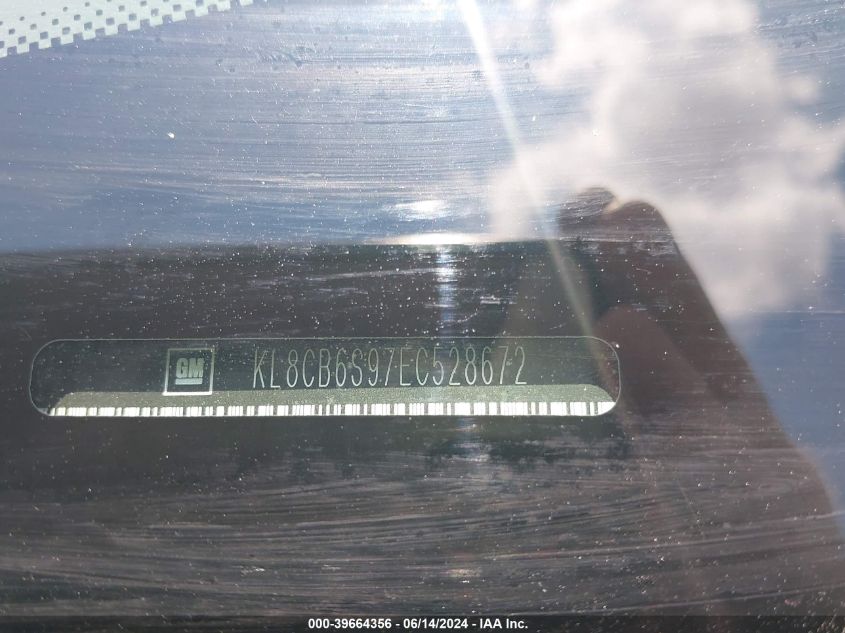 GM KL8CB6S97EC528672
000-39664356 - 06/14/2024 - IAA Inc.